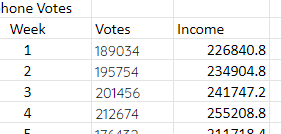 hone Votes
Week Votes Income
1 189034 226840.8
2 195754 234904.8
3 201456 241747.2
4 212674 255208.8